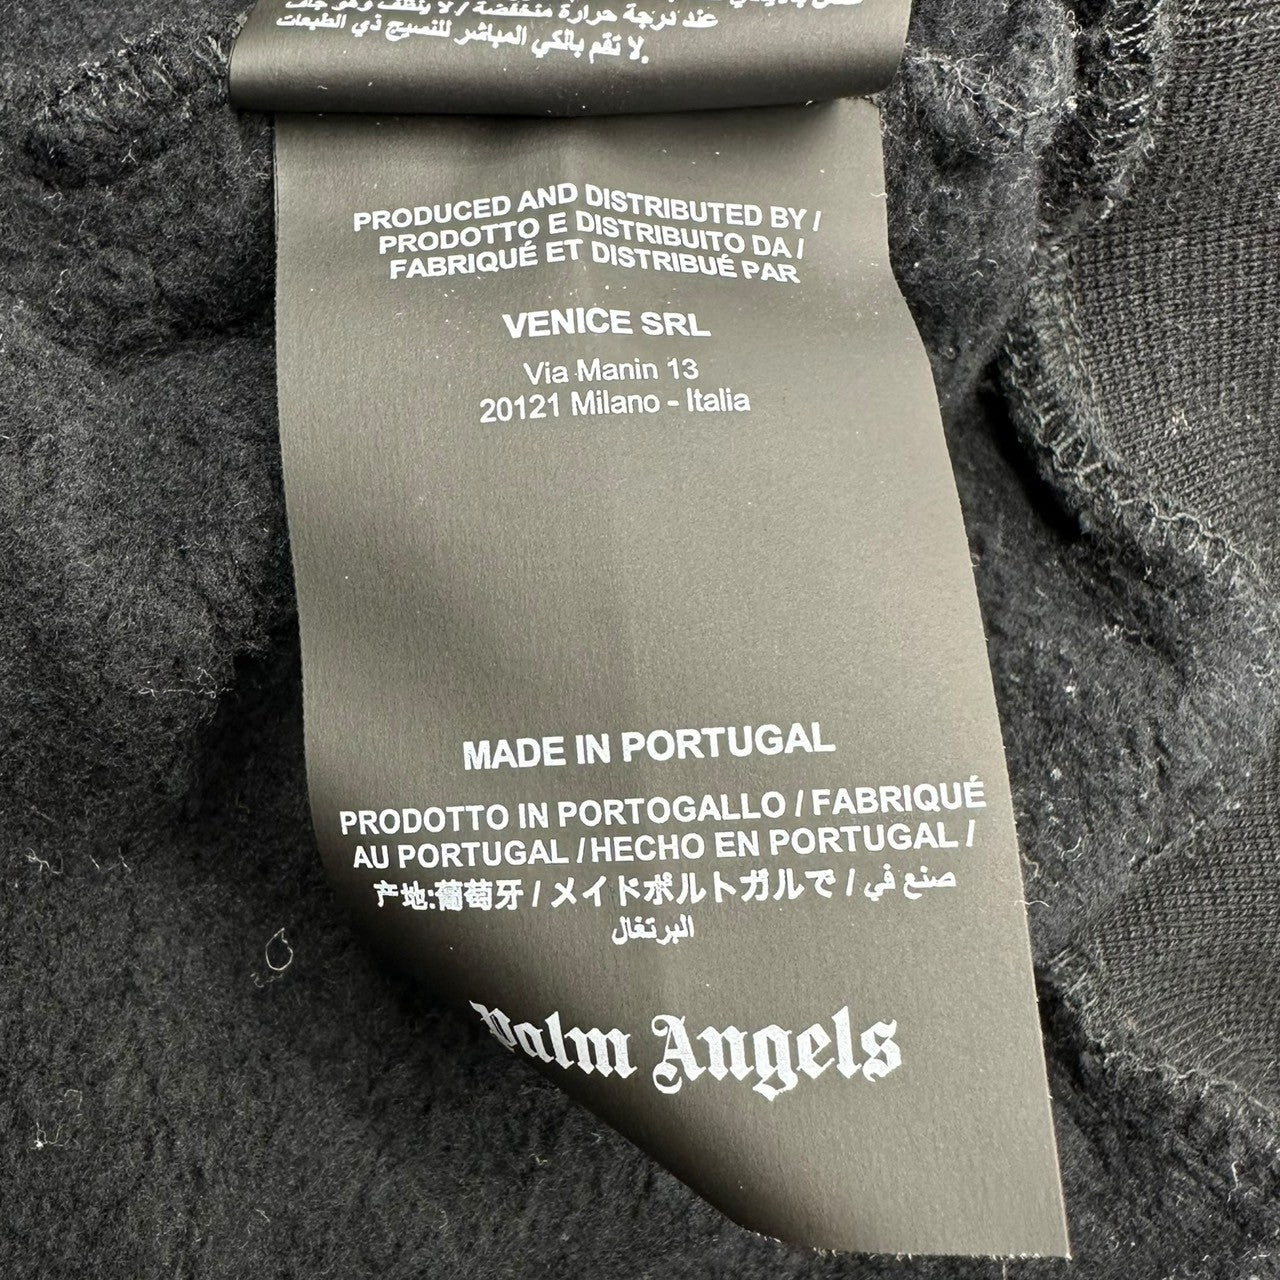 عند درجة حرارة منخفضة / لا ينظف وهو جاف
لا تقم بالكي المباشر للنسيج ذي الطبعات.
PRODUCED AND DISTRIBUTED BY /
PRODOTTO E DISTRIBUITO DA /
FABRIQUÉ ET DISTRIBUÉ PAR
VENICE SRL
Via Manin 13
20121 Milano - Italia
MADE IN PORTUGAL
PRODOTTO IN PORTOGALLO / FABRIQUÉ
AU PORTUGAL / HECHO EN PORTUGAL /
产地:葡萄牙 / メイドポルトガルで / صنع في
البرتغال
Palm Angels